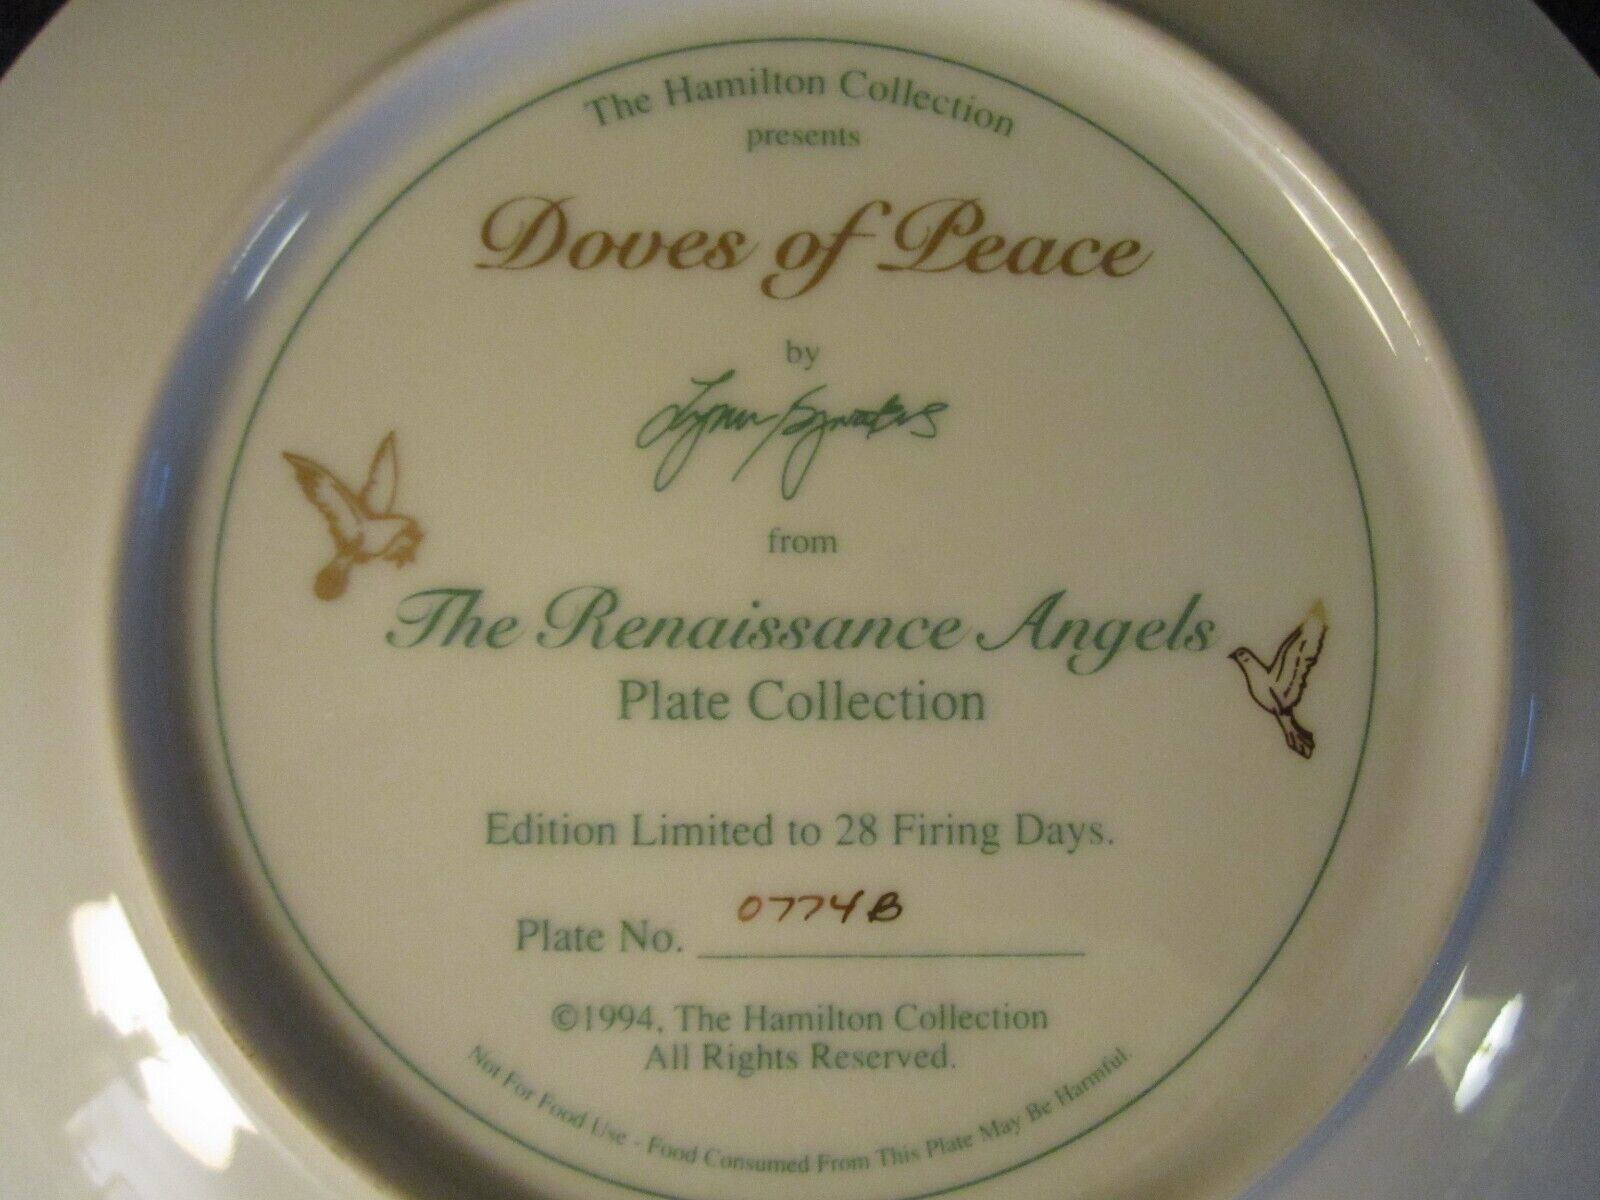 The Hamilton Collection
presents
Doves of Peace
by
Lynn Bywaters
from
The Renaissance Angels
Plate Collection
Edition Limited to 28 Firing Days.
Plate No. 0774B
©1994, The Hamilton Collection
All Rights Reserved.
Not For Food Use - Food Consumed From This Plate May Be Harmful.